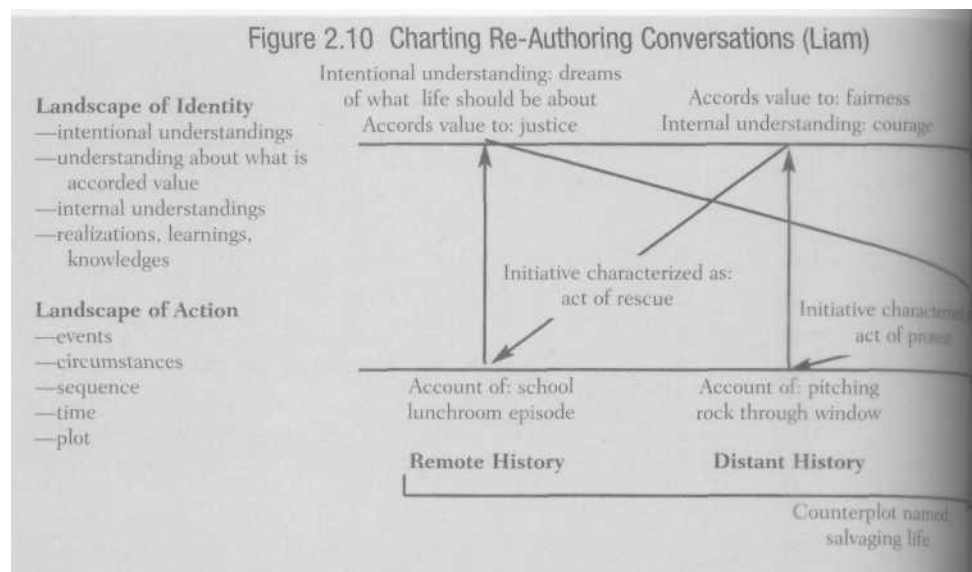 Figure 2.10 Charting Re-Authoring Conversations (Liam)
Landscape of Identity
—intentional understandings
—understanding about what is
accorded value
—internal understandings
—realizations, learnings,
knowledges
Intentional understanding: dreams
of what life should be about
Accords value to: justice
Accords value to: fairness
Internal understanding: courage
Initiative characterized as:
act of rescue
Initiative
act of
Landscape of Action
—events
—circumstances
—sequence
—time
—plot
Account of: school
lunchroom episode
Account of: pitching
rock through window
Remote History
Distant History
Counterplot named
salvaging life